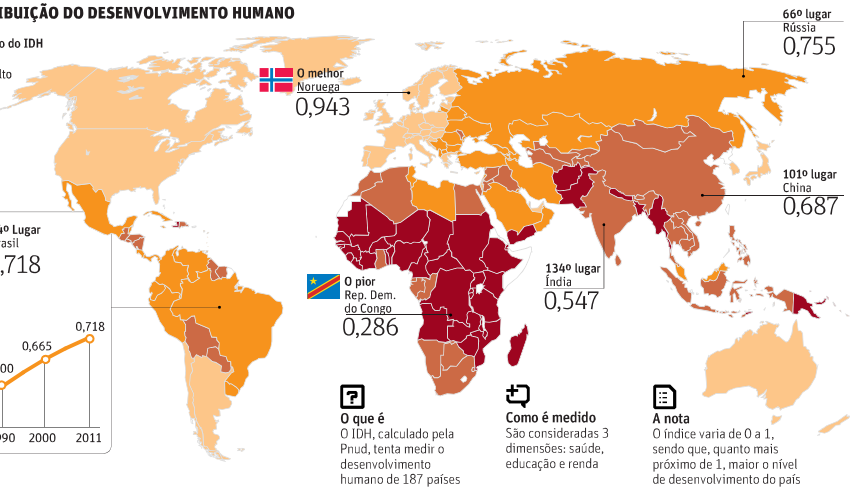 IBUIÇÃO DO DESENVOLVIMENTO HUMANO
o do IDH
lto
O melhor
Noruega
0,943
66º lugar
Rússia
0,755
101º lugar
China
0,687
4º Lugar
rasil
,718
134º lugar
Índia
0,547
O pior
Rep. Dem.
do Congo
0,286
0,718
0,665
00
990 2000 2011
O que é
O IDH, calculado pela
Pnud, tenta medir o
desenvolvimento
humano de 187 países
Como é medido
São consideradas 3
dimensões: saúde,
educação e renda
A nota
O índice varia de 0 a 1,
sendo que, quanto mais
próximo de 1, maior o nível
de desenvolvimento do país